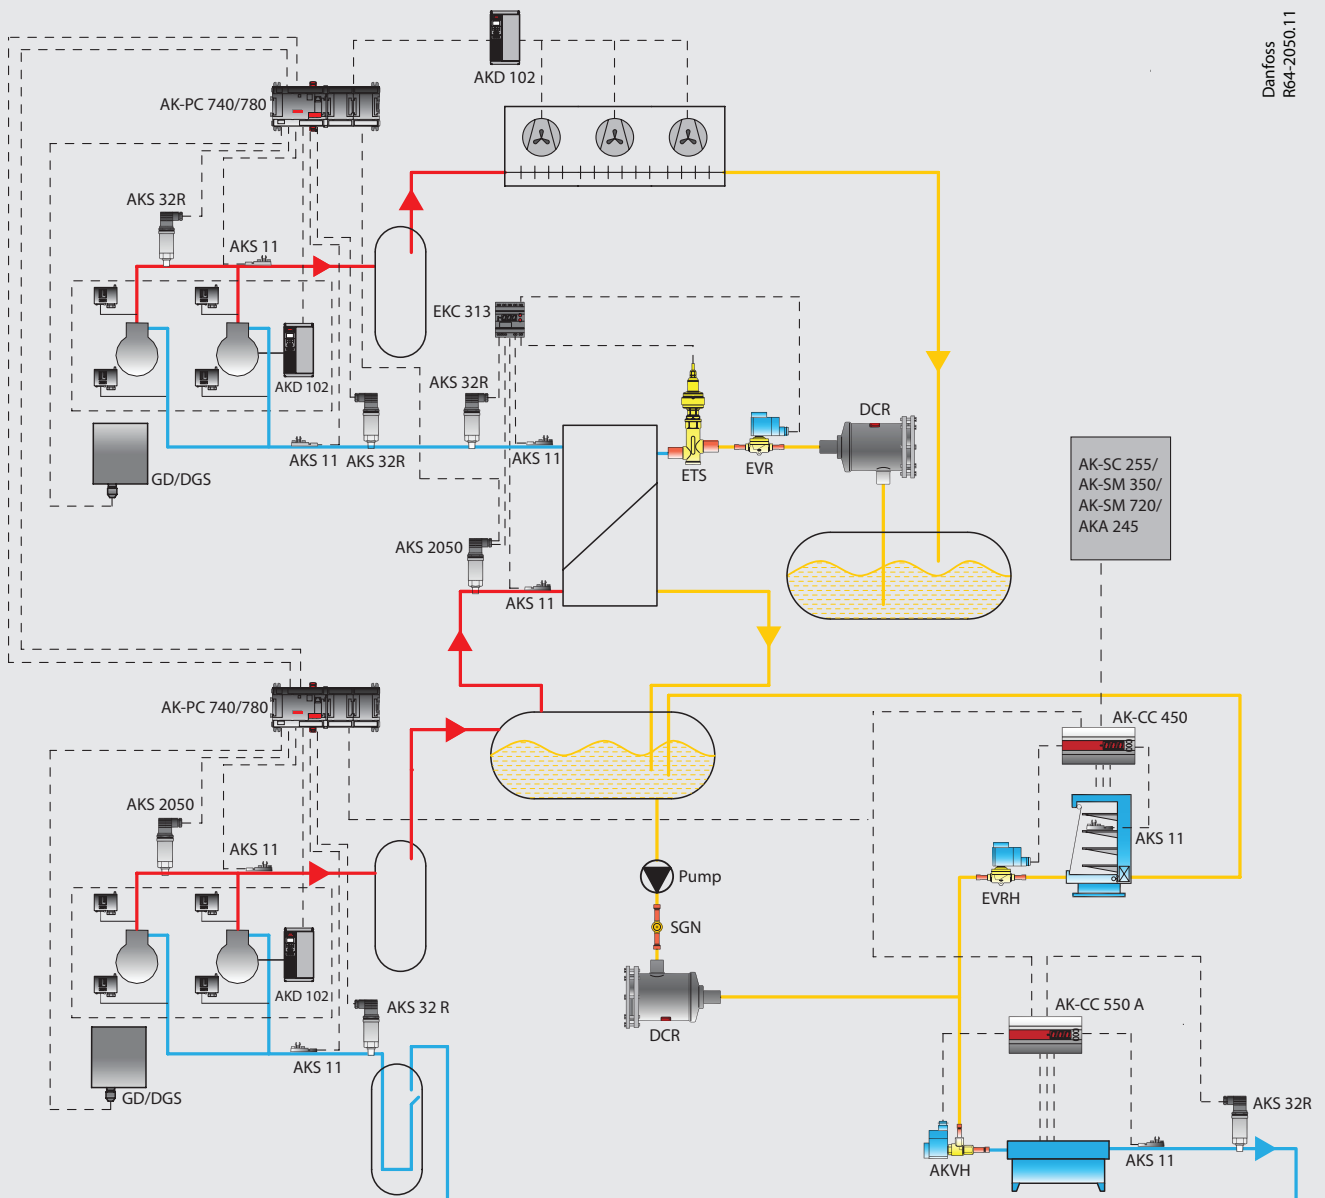 Danfoss
R64-2050.11
AKD 102
AK-PC 740/780
AKS 32R
AKS 11
EKC 313
AKD 102
AKS 32R
DCR
AKS 11
AKS 32R
AKS 11
ETS
EVR
GD/DGS
AK-SC 255/
AK-SM 350/
AK-SM 720/
AKA 245
AKS 2050
AKS 11
AK-PC 740/780
AK-CC 450
AKS 2050
AKS 11
AKS 11
Pump
EVRH
SGN
AKD 102
AKS 32 R
AK-CC 550 A
DCR
AKS 11
GD/DGS
AKS 32R
AKVH
AKS 11